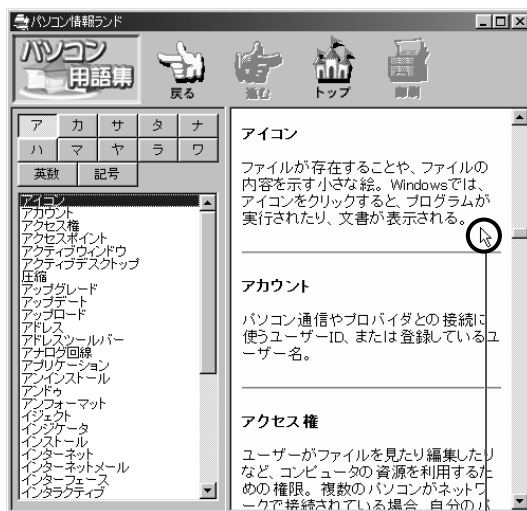 パソコン情報ランド
パソコン
用語集
戻る
進む
トップ
印刷
ア カ サ タ ナ
ハ マ ヤ ラ ワ
英数 記号
アイコン
アカウント
アクセス権
アクセスポイント
アクティブウィンドウ
アクティブデスクトップ
圧縮
アップグレード
アップデート
アップロード
アドレス
アドレスツールバー
アナログ回線
アプリケーション
アンインストール
アンドゥ
アンフォーマット
イジェクト
インジケータ
インストール
インターネット
インターネットメール
インターフェース
インタラクティブ
アイコン
ファイルが存在することや、ファイルの
内容を示す小さな絵。Windowsでは、
アイコンをクリックすると、プログラムが
実行されたり、文書が表示される。
アカウント
パソコン通信やプロバイダとの接続に
使うユーザーID、または登録しているユ
ーザー名。
アクセス権
ユーザーがファイルを見たり編集したり
など、コンピュータの資源を利用するた
めの権限。複数のパソコンがネットワ
ークで接続されている場合、自分のパ